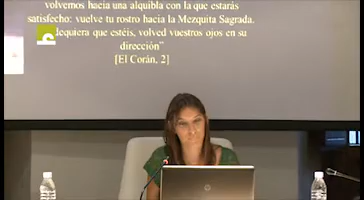 volvemos hacia una alquibla con la que estarás
satisfecho: vuelve tu rostro hacia la Mezquita Sagrada.
dequiera que estéis, volved vuestros ojos en su
dirección”
[El Corán, 2]
hp